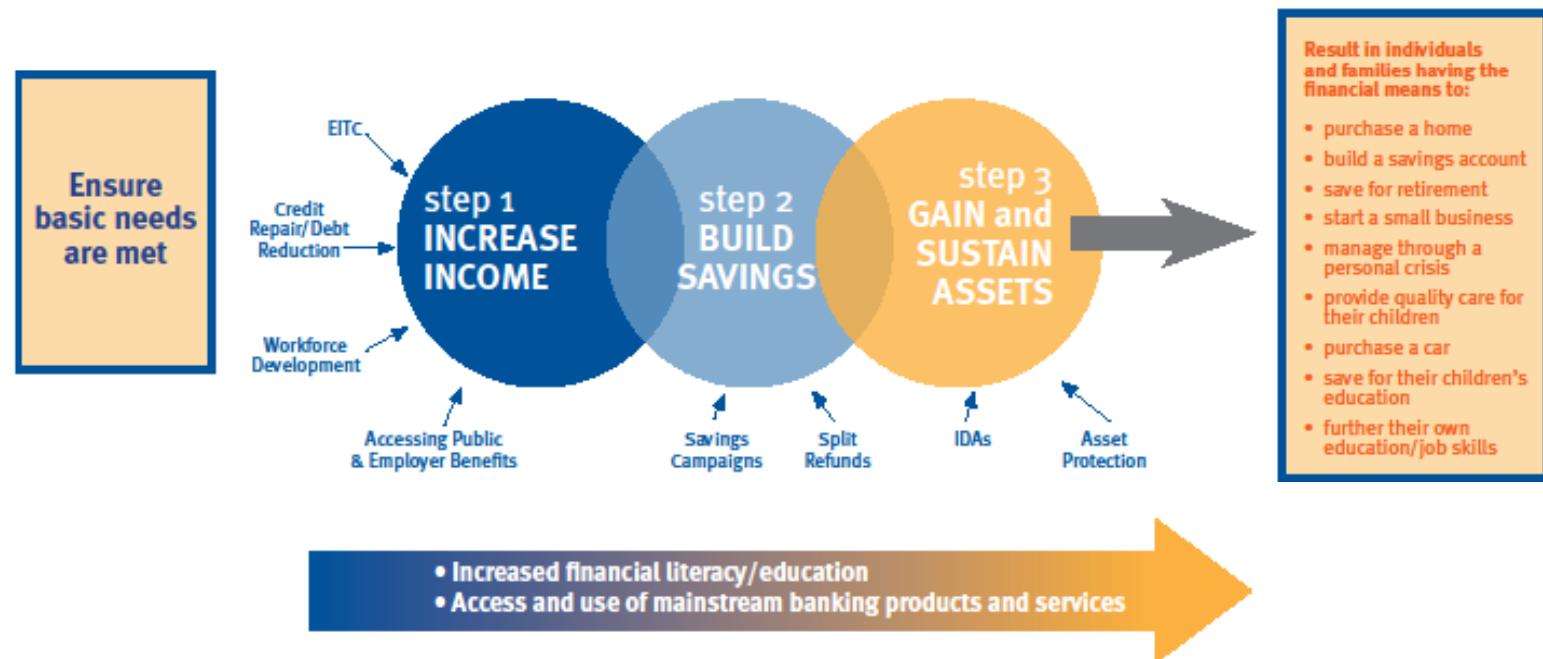 Ensure
basic needs
are met
EITC
Credit
Repair/Debt
Reduction
Workforce
Development
Accessing Public
& Employer Benefits
step 1
INCREASE
INCOME
step 2
BUILD
SAVINGS
Savings
Campaigns
Split
Refunds
step 3
GAIN and
SUSTAIN
ASSETS
IDAs
Asset
Protection
Result in individuals
and families having the
financial means to:
• purchase a home
• build a savings account
• save for retirement
• start a small business
• manage through a
personal crisis
• provide quality care for
their children
• purchase a car
• save for their children's
education
• further their own
education/job skills
• Increased financial literacy/education
• Access and use of mainstream banking products and services